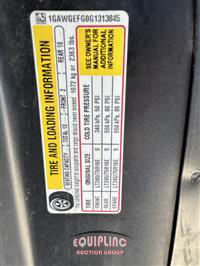 1GAWGEFG0G1313845
TIRE AND LOADING INFORMATION
SEATING CAPACITY TOTAL 12 FRONT 2 REAR 10
The combined weight of occupants and cargo should never exceed 1072 kg or 2363 lbs.
TIRE ORIGINAL SIZE COLD TIRE PRESSURE
FRONT LT245/75R16E S 340 kPa, 50 PSI
REAR LT245/75R16E S 550 kPa, 80 PSI
SPARE LT245/75R16E S 550 kPa, 80 PSI
SEE OWNER'S MANUAL FOR ADDITIONAL INFORMATION
EQUIPLINC
AUCTION GROUP